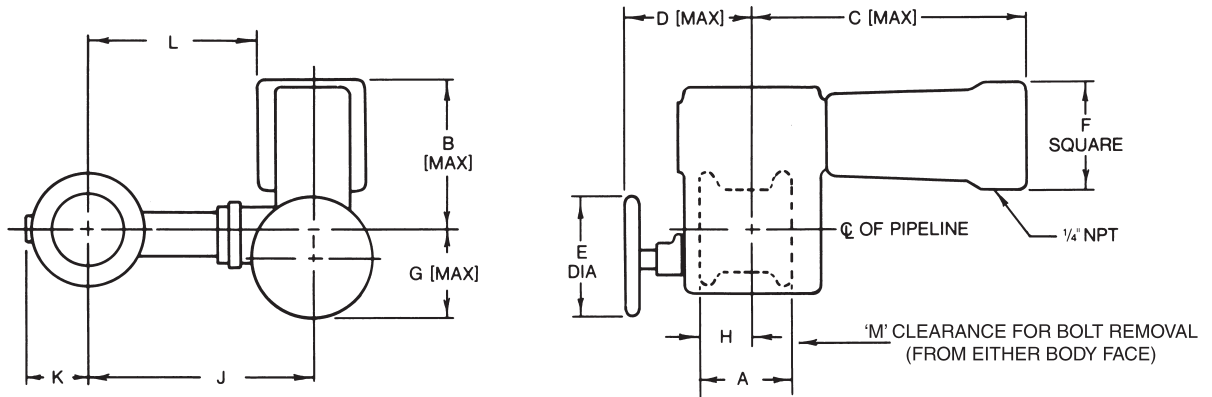 L
B
[MAX]
G [MAX]
K
J
D [MAX]
C [MAX]
F
SQUARE
E
DIA
℄ OF PIPELINE
¼" NPT
H
A
'M' CLEARANCE FOR BOLT REMOVAL
(FROM EITHER BODY FACE)